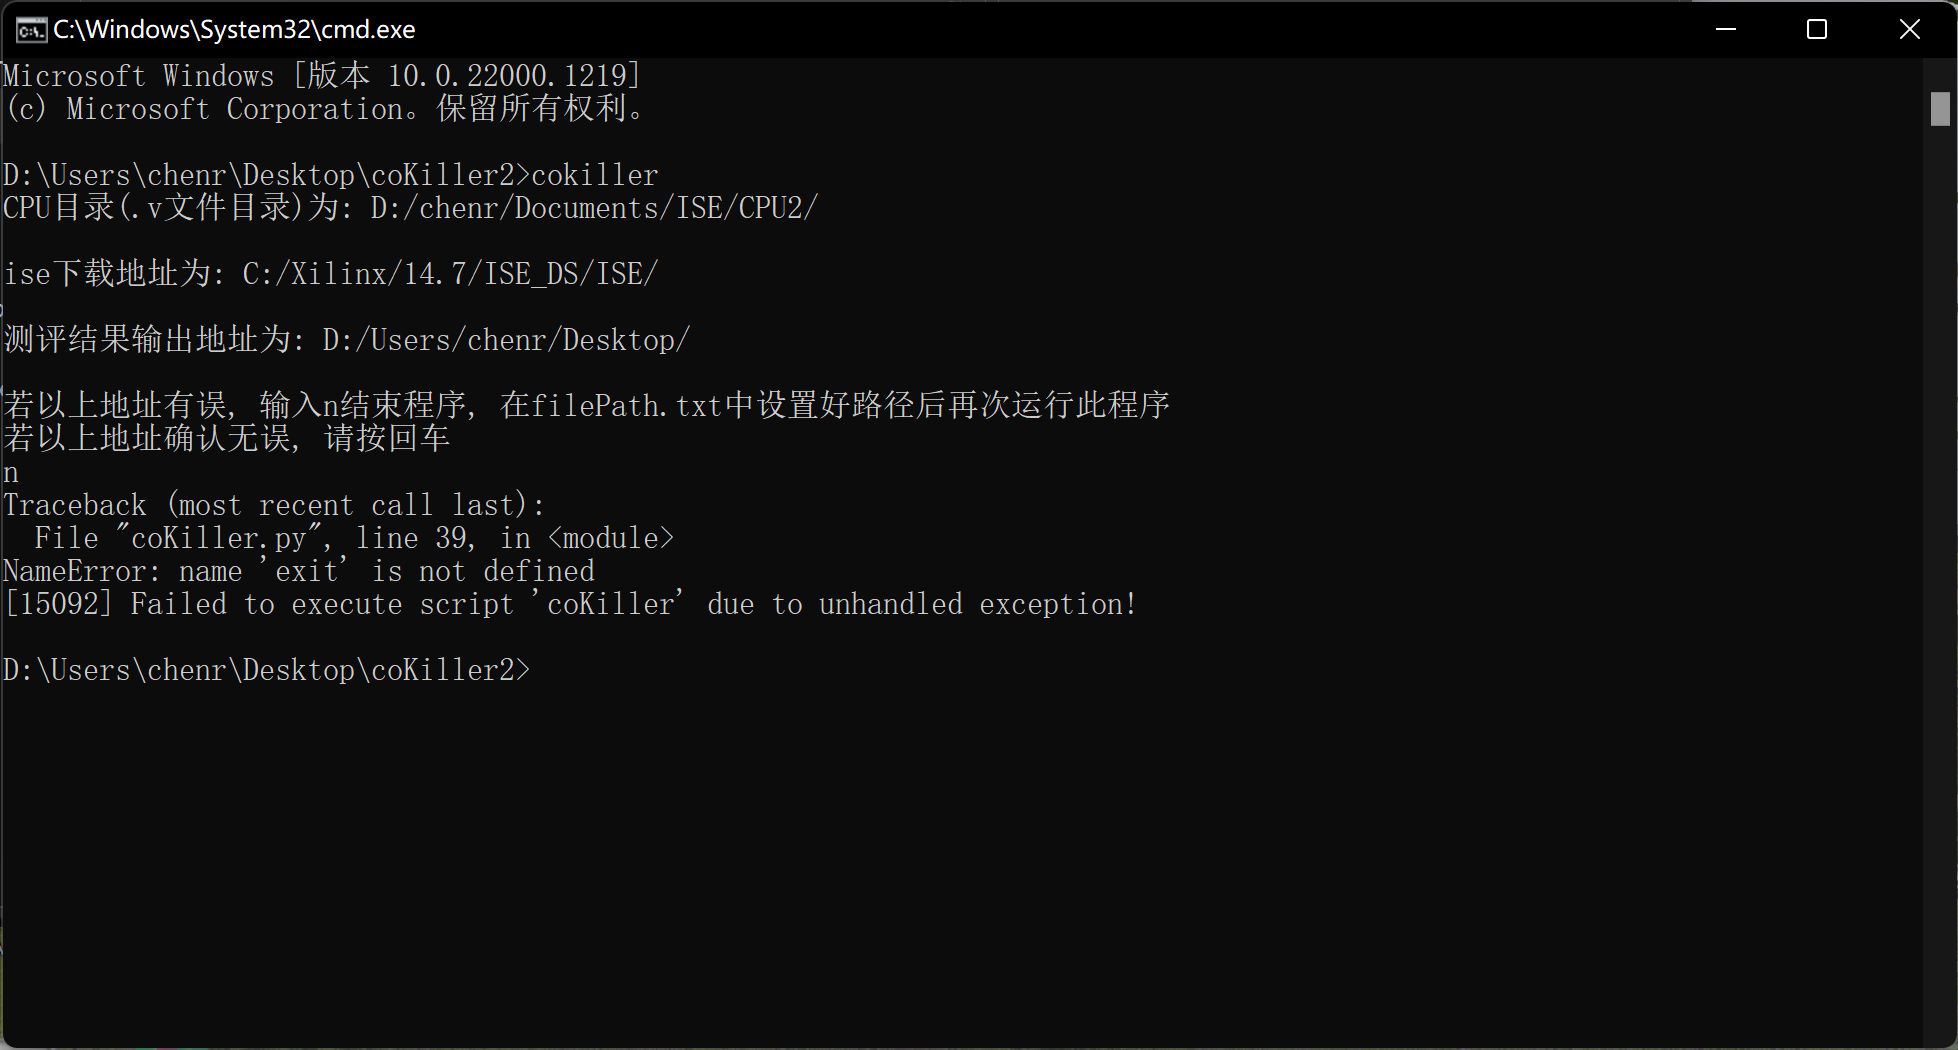 C:\Windows\System32\cmd.exe
Microsoft Windows [版本 10.0.22000.1219]
(c) Microsoft Corporation。保留所有权利。
D:\Users\chenr\Desktop\coKiller2>cokiller
CPU目录(.v文件目录)为: D:/chenr/Documents/ISE/CPU2/
ise下载地址为: C:/Xilinx/14.7/ISE_DS/ISE/
测评结果输出地址为: D:/Users/chenr/Desktop/
若以上地址有误, 输入n结束程序, 在filePath.txt中设置好路径后再次运行此程序
若以上地址确认无误, 请按回车
n
Traceback (most recent call last):
  File "coKiller.py", line 39, in <module>
NameError: name 'exit' is not defined
[15092] Failed to execute script 'coKiller' due to unhandled exception!
D:\Users\chenr\Desktop\coKiller2>